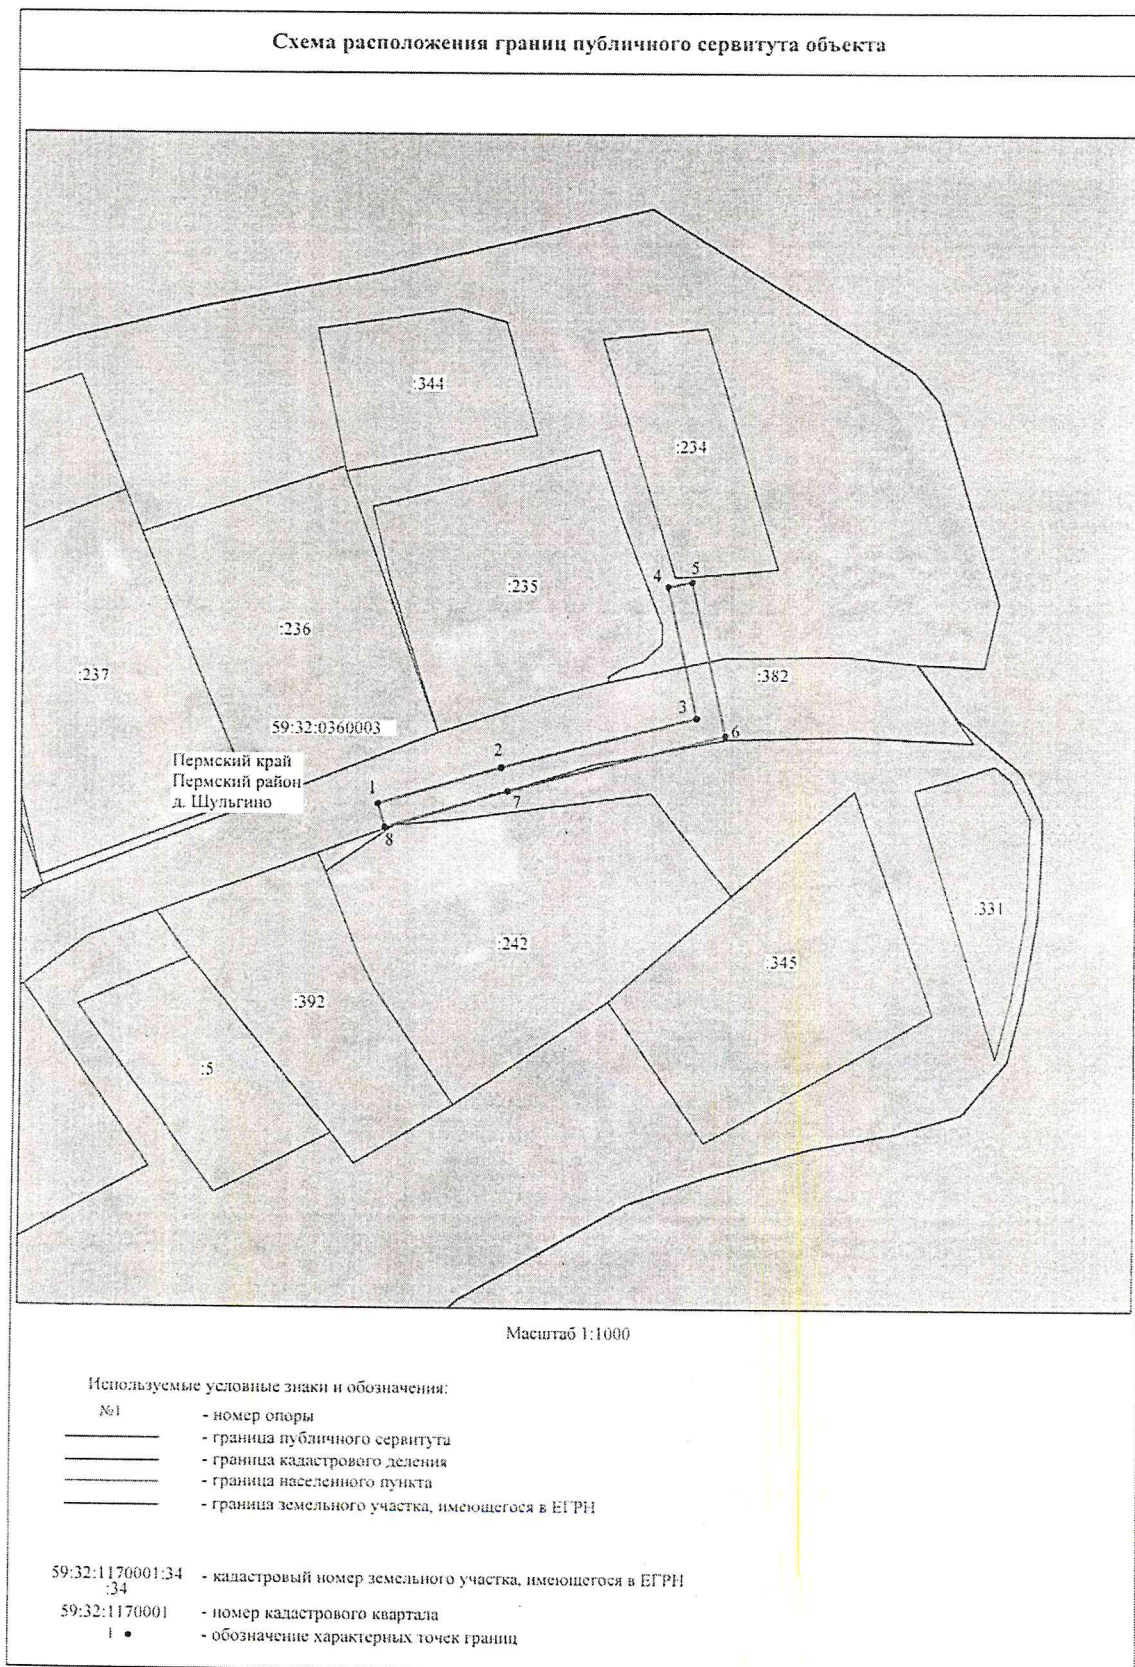 Схема расположения границ публичного сервитута объекта
:344
:234
4 5
:235
:236
:237
:382
3
59:32:0360003
6
2
Пермский край
Пермский район
д. Шульгино
1
7
8
:331
:242
:345
:392
:5
Масштаб 1:1000
Используемые условные знаки и обозначения:
№1 - номер опоры
- граница публичного сервитута
- граница кадастрового деления
- граница населенного пункта
- граница земельного участка, имеющегося в ЕГРН
59:32:1170001:34
:34 - кадастровый номер земельного участка, имеющегося в ЕГРН
59:32:1170001 - номер кадастрового квартала
1 • - обозначение характерных точек границ